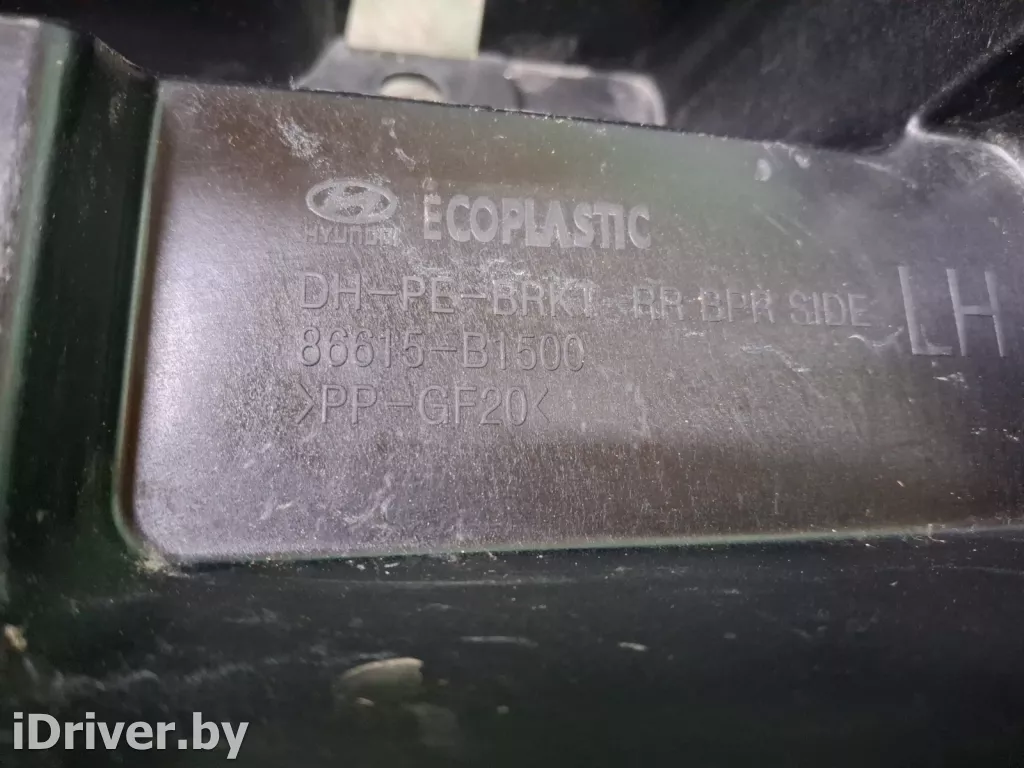 HYUNDAI ECOPLASTIC
DH-PE-BRKT RR BPR SIDE LH
86615-B1500
>PP-GF20<
iDriver.by